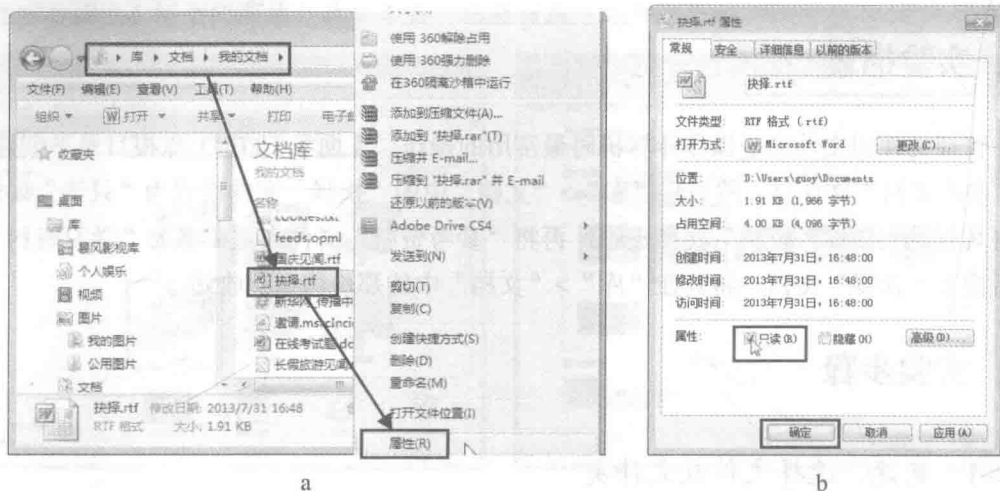 库 ▸ 文档 ▸ 我的文档
文件(F) 编辑(E) 查看(V) 工具(T) 帮助(H)
组织 打开 共享 打印 电子
收藏夹
桌面
库
暴风影视库
个人娱乐
视频
图片
我的图片
公用图片
文档
文档库
我的文档
名称
feeds.opml
国庆见闻.rtf
抉择.rtf
邀请.ms
在线考试题.doc
长假旅游见闻
抉择.rtf 修改日期: 2013/7/31 16:48
RTF 格式 大小: 1.91 KB
使用 360解除占用
使用 360强力删除
在360隔离沙箱中运行
添加到压缩文件(A)...
添加到 "抉择.rar"(T)
压缩并 E-mail...
压缩到 "抉择.rar" 并 E-mail
还原以前的版本(V)
Adobe Drive CS4
发送到(N)
剪切(T)
复制(C)
创建快捷方式(S)
删除(D)
重命名(M)
打开文件位置(I)
属性(R)
a
抉择.rtf 属性
常规 安全 详细信息 以前的版本
抉择.rtf
文件类型: RTF 格式 (.rtf)
打开方式: Microsoft Word 更改(C)...
位置: D:\Users\guoy\Documents
大小: 1.91 KB (1,966 字节)
占用空间: 4.00 KB (4,096 字节)
创建时间: 2013年7月31日, 16:48:00
修改时间: 2013年7月31日, 16:48:00
访问时间: 2013年7月31日, 16:48:00
属性: 只读(R) 隐藏(H) 高级(D)...
确定 取消 应用(A)
b